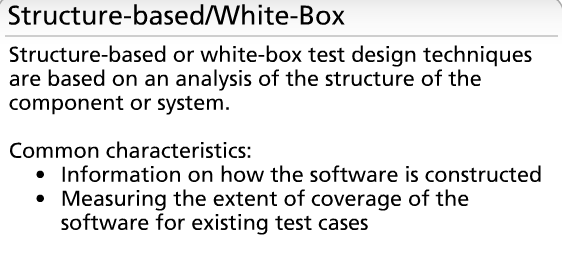 Structure-based/White-Box
Structure-based or white-box test design techniques
are based on an analysis of the structure of the
component or system.
Common characteristics:
• Information on how the software is constructed
• Measuring the extent of coverage of the
software for existing test cases